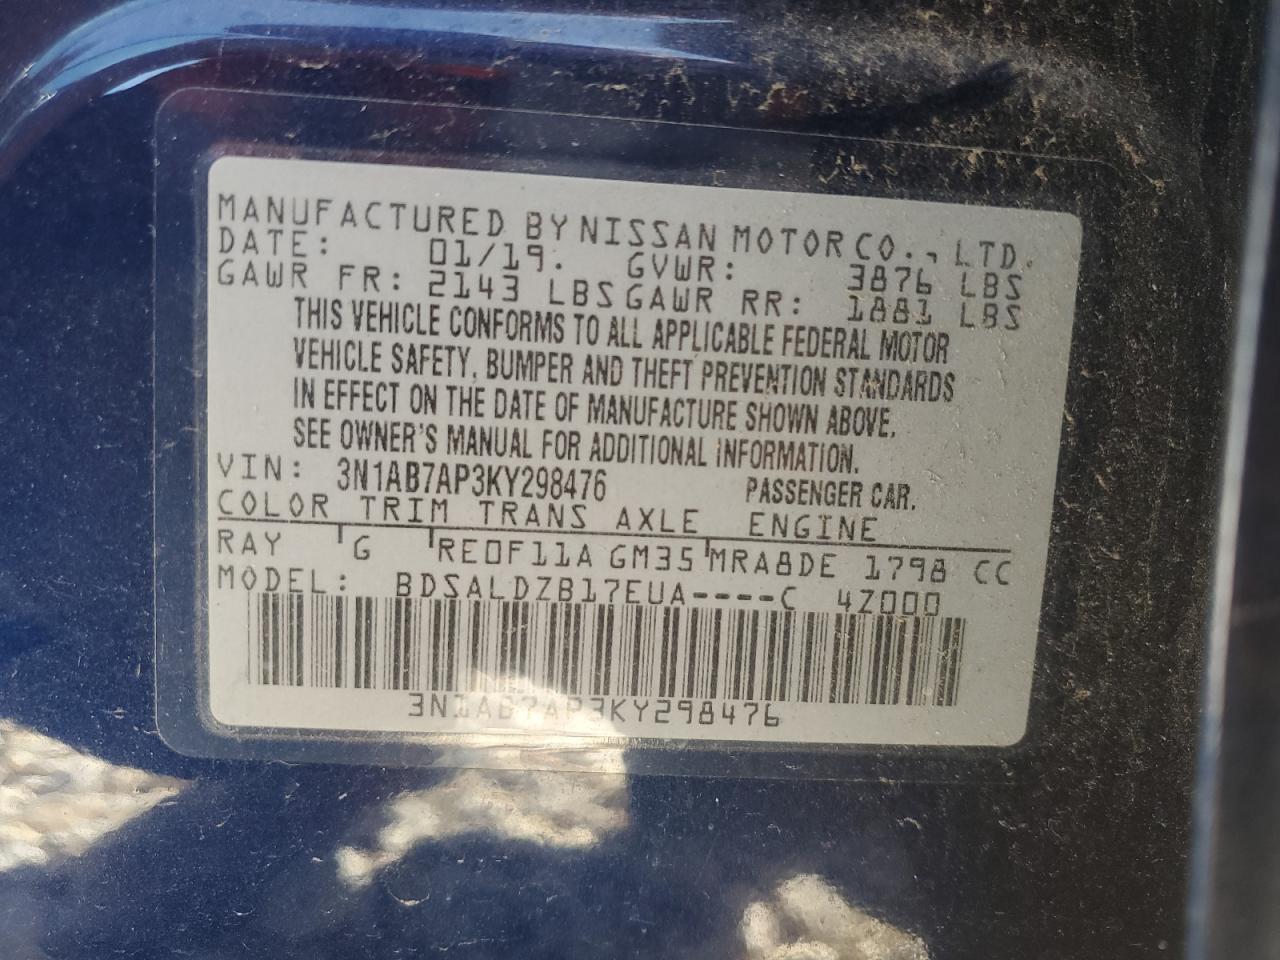 MANUFACTURED BY NISSAN MOTOR CO., LTD.
DATE: 01/19. GVWR: 3876 LBS
GAWR FR: 2143 LBS GAWR RR: 1881 LBS
THIS VEHICLE CONFORMS TO ALL APPLICABLE FEDERAL MOTOR
VEHICLE SAFETY, BUMPER AND THEFT PREVENTION STANDARDS
IN EFFECT ON THE DATE OF MANUFACTURE SHOWN ABOVE.
SEE OWNER'S MANUAL FOR ADDITIONAL INFORMATION.
VIN: 3N1AB7AP3KY298476 PASSENGER CAR.
COLOR TRIM TRANS AXLE ENGINE
RAY G RE0F11A GM35 MRA8DE 1798 CC
MODEL: BDSALDZB17EUA----C 4Z000
3N1AB7AP3KY298476